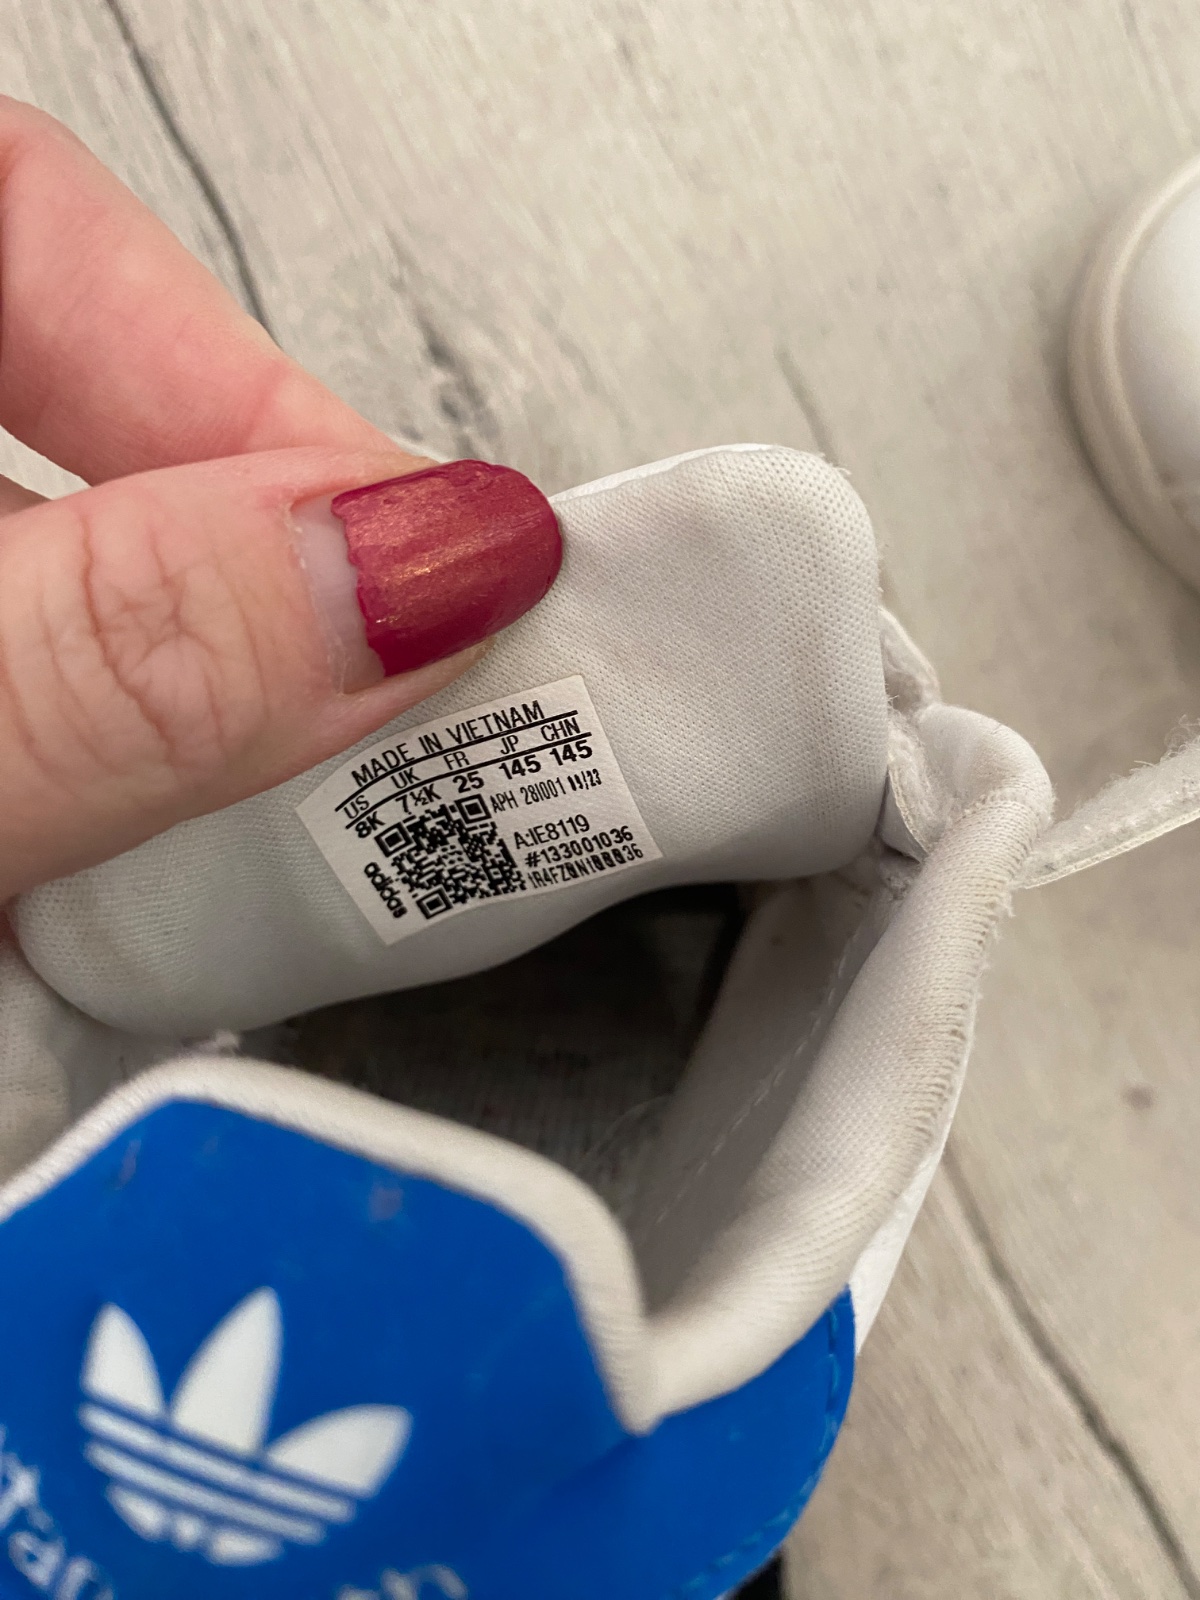 MADE IN VIETNAM
US UK FR JP CHN
8K 7½K 25 145 145
APH 281001 11/23
A:IE8119
#133001036
adidas